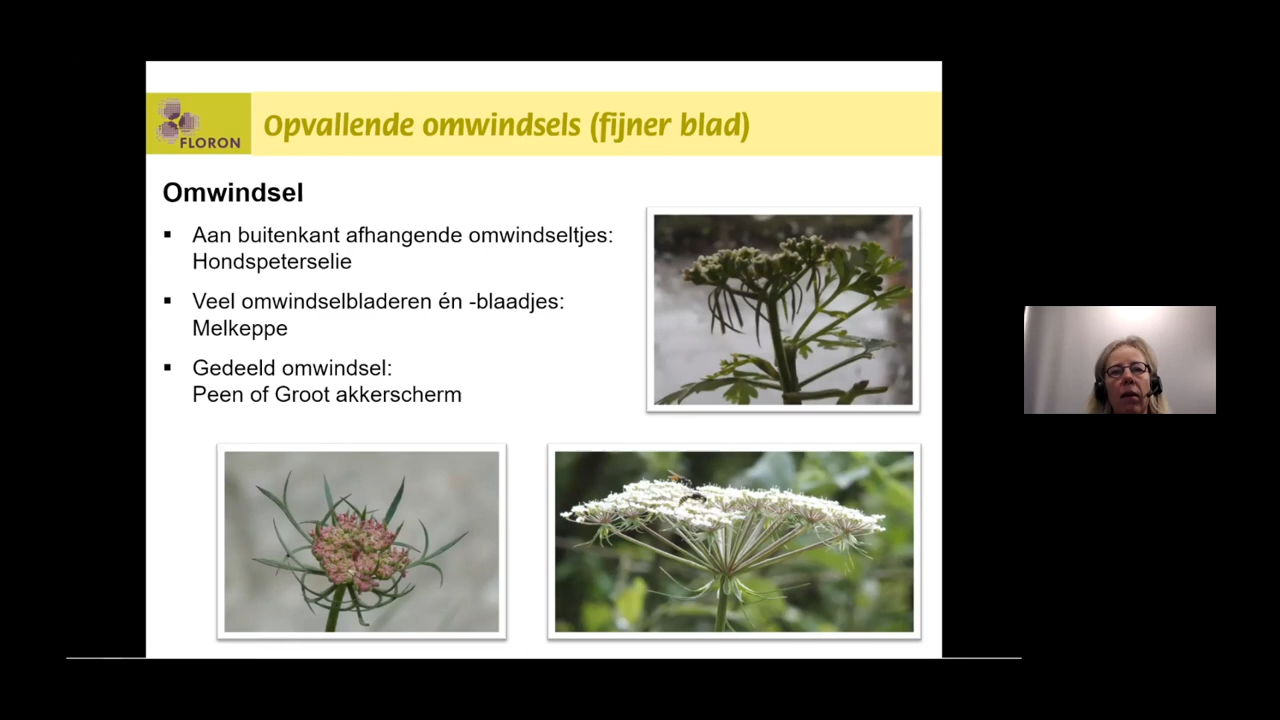 FLORON
Opvallende omwindsels (fijner blad)
Omwindsel
▪ Aan buitenkant afhangende omwindseltjes:
Hondspeterselie
▪ Veel omwindselbladeren én -blaadjes:
Melkeppe
▪ Gedeeld omwindsel:
Peen of Groot akkerscherm